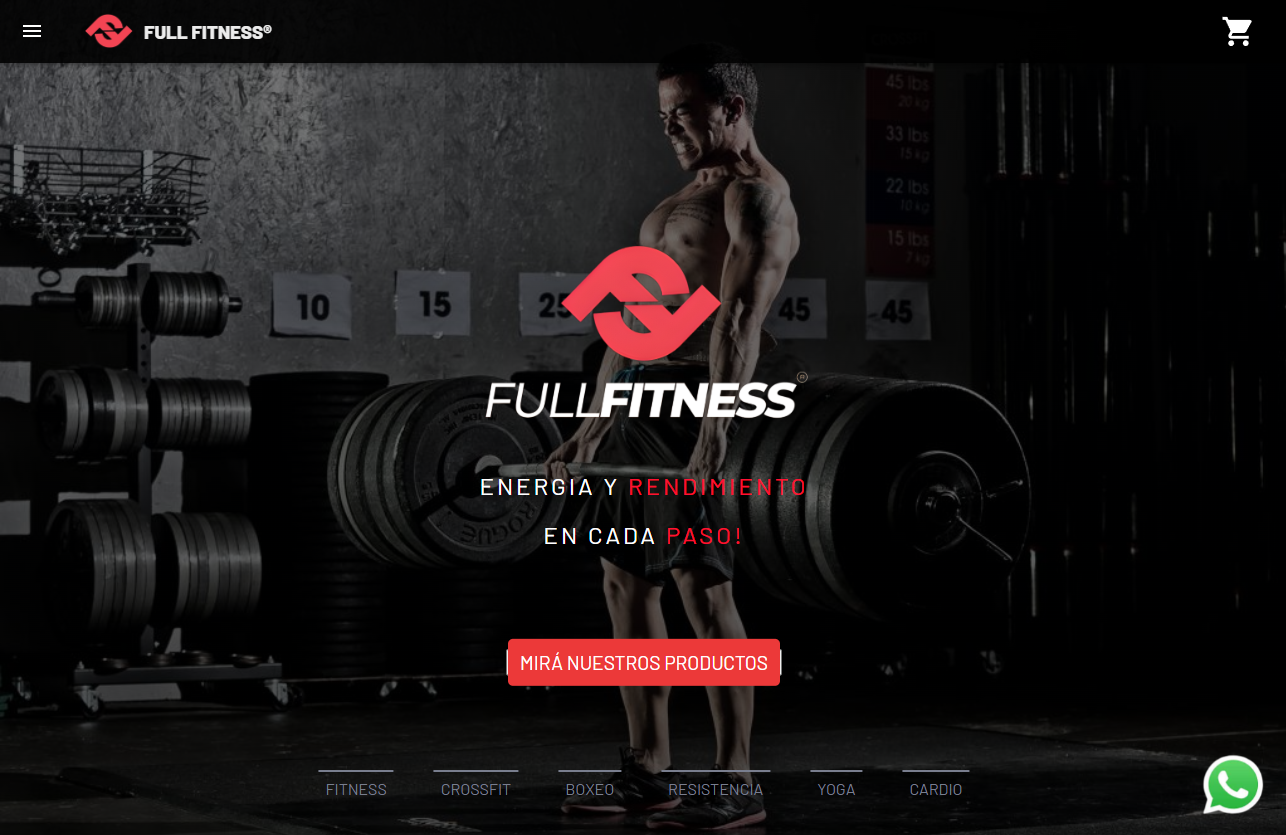 FULL FITNESS®
45 lbs
20 kg
33 lbs
15 kg
22 lbs
10 kg
15 lbs
7 kg
10
15
25
45
45
FULLFITNESS®
ROGUE
ENERGIA Y RENDIMIENTO
EN CADA PASO!
MIRÁ NUESTROS PRODUCTOS
FITNESS
CROSSFIT
BOXEO
RESISTENCIA
YOGA
CARDIO